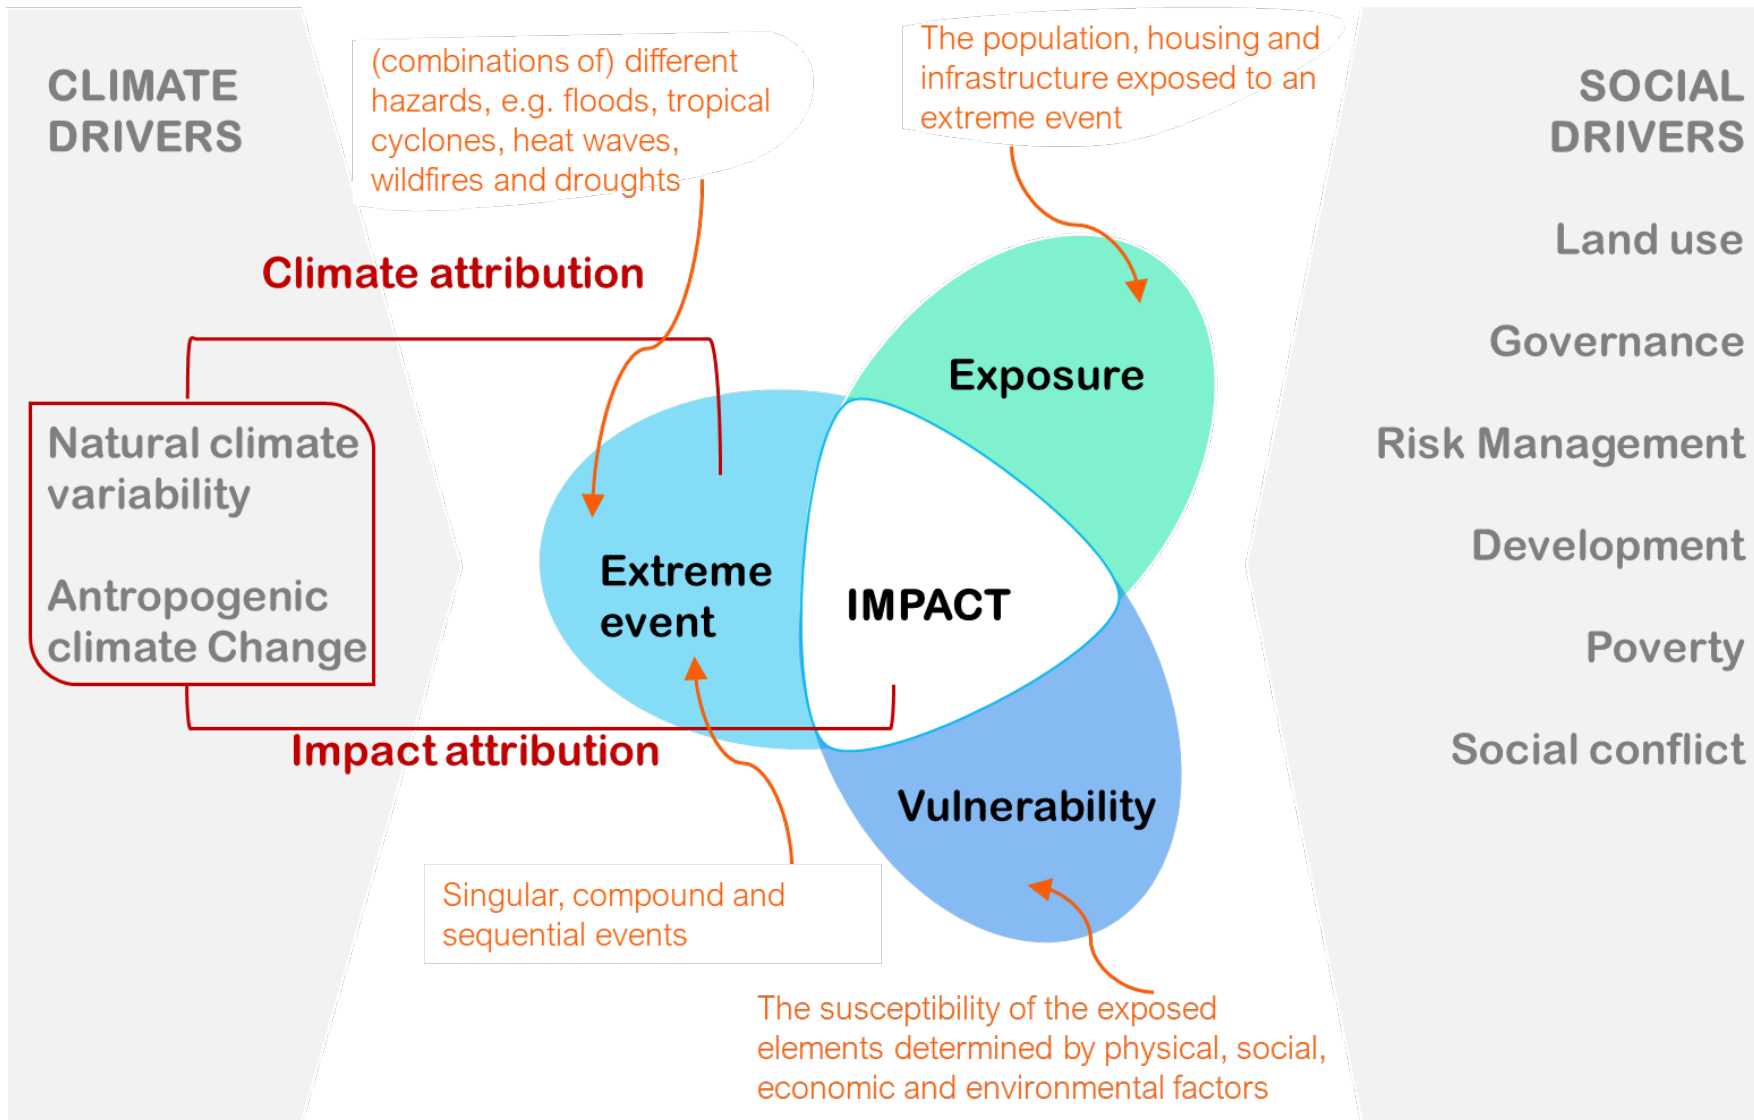 CLIMATE
DRIVERS
(combinations of) different
hazards, e.g. floods, tropical
cyclones, heat waves,
wildfires and droughts
The population, housing and
infrastructure exposed to an
extreme event
SOCIAL
DRIVERS
Land use
Governance
Risk Management
Development
Poverty
Social conflict
Climate attribution
Natural climate
variability
Antropogenic
climate Change
Impact attribution
Exposure
Extreme
event
IMPACT
Vulnerability
Singular, compound and
sequential events
The susceptibility of the exposed
elements determined by physical, social,
economic and environmental factors